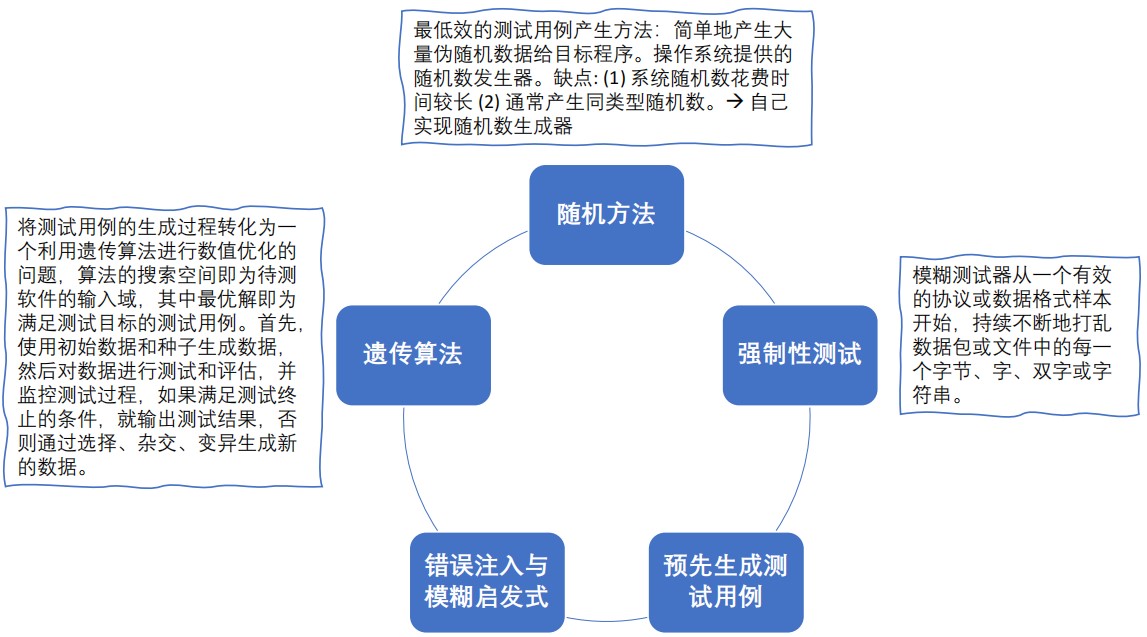 最低效的测试用例产生方法：简单地产生大
量伪随机数据给目标程序。操作系统提供的
随机数发生器。缺点: (1) 系统随机数花费时
间较长 (2) 通常产生同类型随机数。→ 自己
实现随机数生成器
随机方法
将测试用例的生成过程转化为一
个利用遗传算法进行数值优化的
问题，算法的搜索空间即为待测
软件的输入域，其中最优解即为
满足测试目标的测试用例。首先，
使用初始数据和种子生成数据，
然后对数据进行测试和评估，并
监控测试过程，如果满足测试终
止的条件，就输出测试结果，否
则通过选择、杂交、变异生成新
的数据。
遗传算法
强制性测试
模糊测试器从一个有效
的协议或数据格式样本
开始，持续不断地打乱
数据包或文件中的每一
个字节、字、双字或字
符串。
错误注入与
模糊启发式
预先生成测
试用例